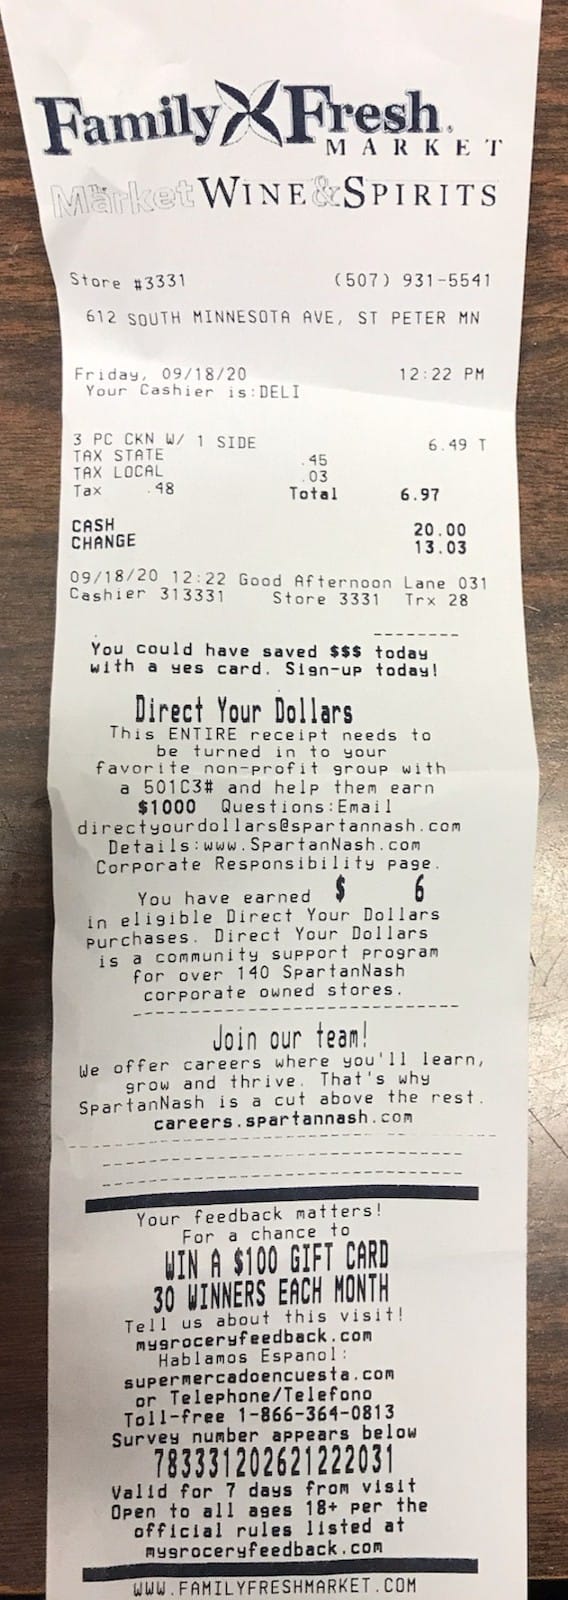 Family Fresh
MARKET
Market WINE & SPIRITS
Store #3331 (507) 931-5541
612 SOUTH MINNESOTA AVE, ST PETER MN
Friday, 09/18/20 12:22 PM
Your Cashier is:DELI
3 PC CKN W/ 1 SIDE 6.49 T
TAX STATE .45
TAX LOCAL .03
Tax .48 Total 6.97
CASH 20.00
CHANGE 13.03
09/18/20 12:22 Good Afternoon Lane 031
Cashier 313331 Store 3331 Trx 28
--------
You could have saved $$$ today
with a yes card. Sign-up today!
Direct Your Dollars
This ENTIRE receipt needs to
be turned in to your
favorite non-profit group with
a 501C3# and help them earn
$1000 Questions:Email
directyourdollars@spartannash.com
Details:www.SpartanNash.com
Corporate Responsibility page.
You have earned $ 6
in eligible Direct Your Dollars
purchases. Direct Your Dollars
is a community support program
for over 140 SpartanNash
corporate owned stores.
Join our team!
We offer careers where you'll learn,
grow and thrive. That's why
SpartanNash is a cut above the rest.
careers.spartannash.com
Your feedback matters!
For a chance to
WIN A $100 GIFT CARD
30 WINNERS EACH MONTH
Tell us about this visit!
mygroceryfeedback.com
Hablamos Espanol:
supermercadoencuesta.com
or Telephone/Telefono
Toll-free 1-866-364-0813
Survey number appears below
783331202621222031
Valid for 7 days from visit
Open to all ages 18+ per the
official rules listed at
mygroceryfeedback.com
WWW.FAMILYFRESHMARKET.COM